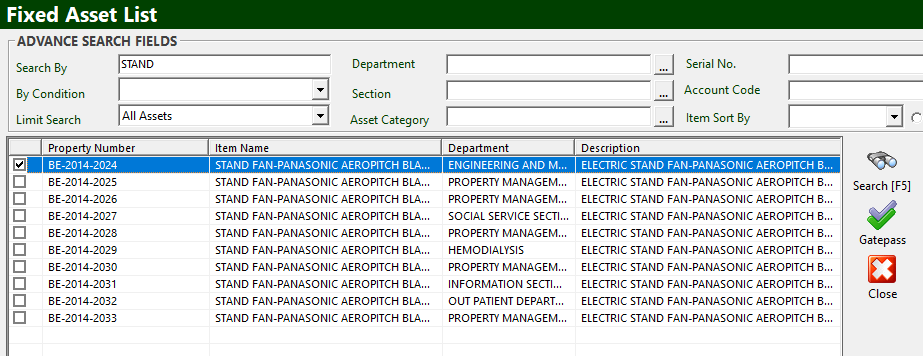 Fixed Asset List
ADVANCE SEARCH FIELDS
Search By STAND Department ... Serial No.
By Condition Section ... Account Code
Limit Search All Assets Asset Category ... Item Sort By
Property Number Item Name Department Description
BE-2014-2024 STAND FAN-PANASONIC AEROPITCH BLA... ENGINEERING AND M... ELECTRIC STAND FAN-PANASONIC AEROPITCH B...
BE-2014-2025 STAND FAN-PANASONIC AEROPITCH BLA... PROPERTY MANAGEM... ELECTRIC STAND FAN-PANASONIC AEROPITCH B...
BE-2014-2026 STAND FAN-PANASONIC AEROPITCH BLA... PROPERTY MANAGEM... ELECTRIC STAND FAN-PANASONIC AEROPITCH B...
BE-2014-2027 STAND FAN-PANASONIC AEROPITCH BLA... SOCIAL SERVICE SECTI... ELECTRIC STAND FAN-PANASONIC AEROPITCH B...
BE-2014-2028 STAND FAN-PANASONIC AEROPITCH BLA... PROPERTY MANAGEM... ELECTRIC STAND FAN-PANASONIC AEROPITCH B...
BE-2014-2029 STAND FAN-PANASONIC AEROPITCH BLA... HEMODIALYSIS ELECTRIC STAND FAN-PANASONIC AEROPITCH B...
BE-2014-2030 STAND FAN-PANASONIC AEROPITCH BLA... PROPERTY MANAGEM... ELECTRIC STAND FAN-PANASONIC AEROPITCH B...
BE-2014-2031 STAND FAN-PANASONIC AEROPITCH BLA... INFORMATION SECTI... ELECTRIC STAND FAN-PANASONIC AEROPITCH B...
BE-2014-2032 STAND FAN-PANASONIC AEROPITCH BLA... OUT PATIENT DEPART... ELECTRIC STAND FAN-PANASONIC AEROPITCH B...
BE-2014-2033 STAND FAN-PANASONIC AEROPITCH BLA... PROPERTY MANAGEM... ELECTRIC STAND FAN-PANASONIC AEROPITCH B...
Search [F5]
Gatepass
Close